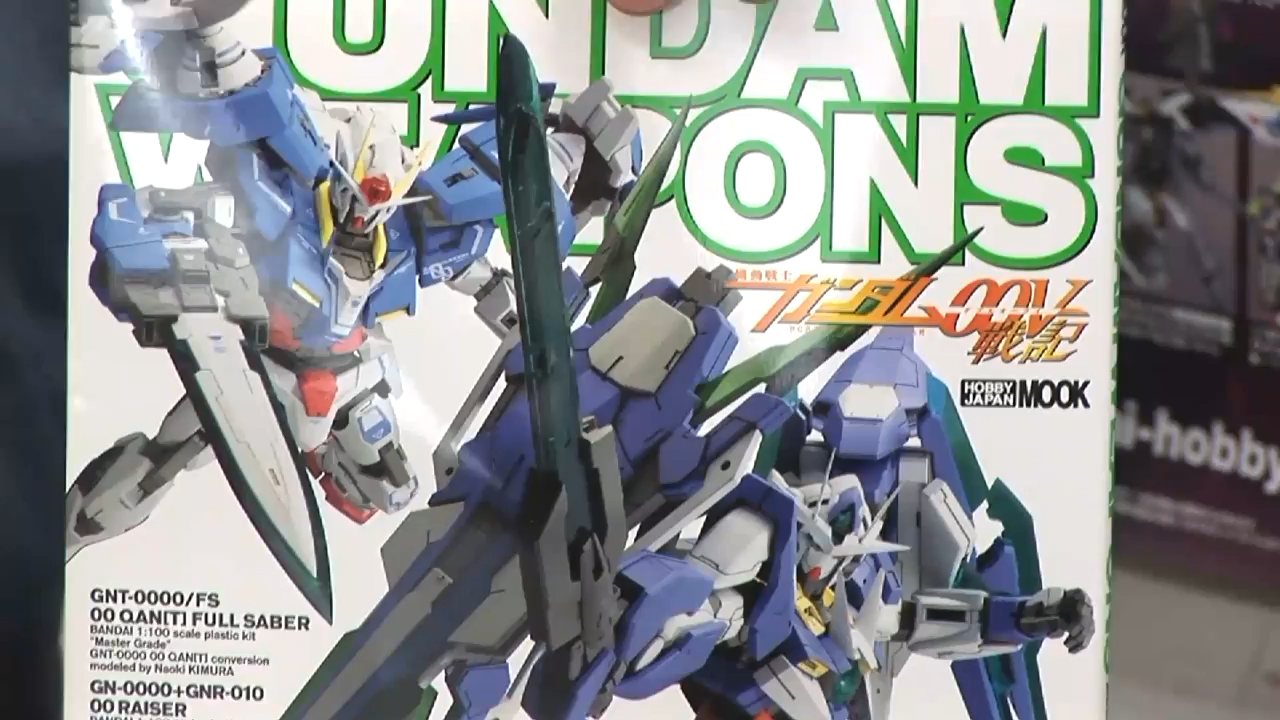 UNDAM
WEAPONS
機動戦士
ガンダム00V
戦記
HOBBY JAPAN MOOK
GNT-0000/FS
00 QAN[T] FULL SABER
BANDAI 1:100 scale plastic kit
"Master Grade"
GNT-0000 00 QAN[T] conversion
modeled by Naoki KIMURA
GN-0000+GNR-010
00 RAISER
i-hobby